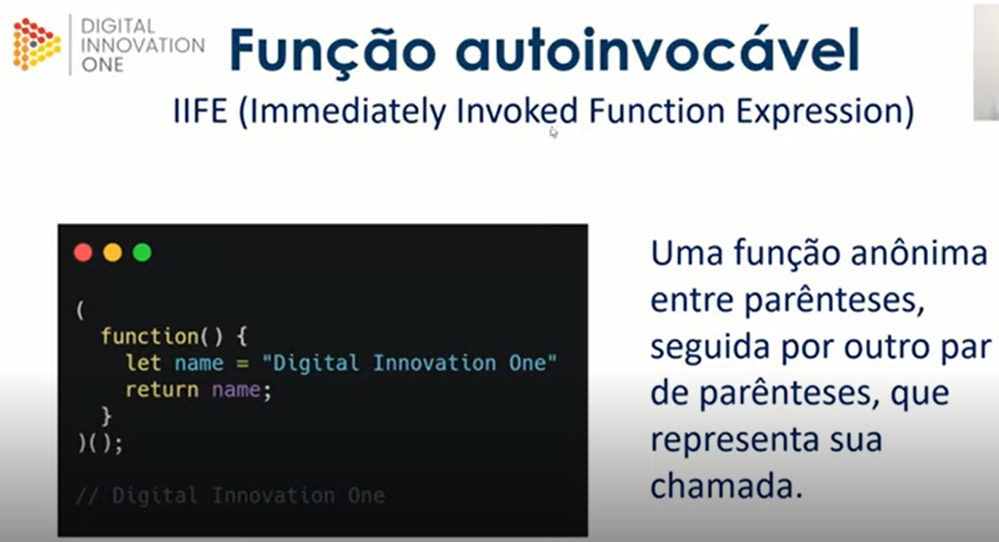 DIGITAL
INNOVATION
ONE
Função autoinvocável
IIFE (Immediately Invoked Function Expression)
(
function() {
let name = "Digital Innovation One"
return name;
}
)();
// Digital Innovation One
Uma função anônima
entre parênteses,
seguida por outro par
de parênteses, que
representa sua
chamada.